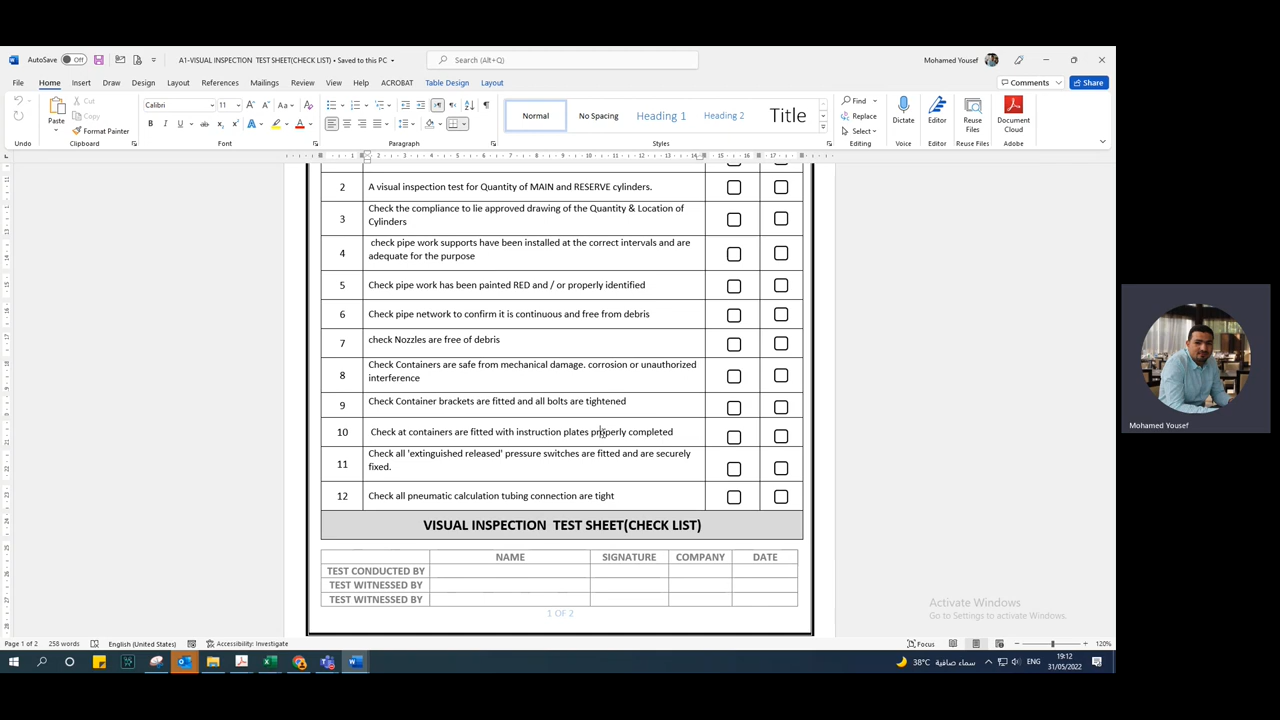 AutoSave Off
A1-VISUAL INSPECTION TEST SHEET(CHECK LIST) • Saved to this PC
Search (Alt+Q)
Mohamed Yousef
File Home Insert Draw Design Layout References Mailings Review View Help ACROBAT Table Design Layout
Comments Share
Paste
Cut
Copy
Format Painter
Calibri 11
Normal
No Spacing
Heading 1
Heading 2
Title
Find
Replace
Select
Dictate
Editor
Reuse Files
Document Cloud
Undo Clipboard Font Paragraph Styles Editing Voice Editor Reuse Files Adobe
2 A visual inspection test for Quantity of MAIN and RESERVE cylinders.
3 Check the compliance to lie approved drawing of the Quantity & Location of
Cylinders
4 check pipe work supports have been installed at the correct intervals and are
adequate for the purpose
5 Check pipe work has been painted RED and / or properly identified
6 Check pipe network to confirm it is continuous and free from debris
7 check Nozzles are free of debris
8 Check Containers are safe from mechanical damage. corrosion or unauthorized
interference
9 Check Container brackets are fitted and all bolts are tightened
10 Check at containers are fitted with instruction plates properly completed
11 Check all 'extinguished released' pressure switches are fitted and are securely
fixed.
12 Check all pneumatic calculation tubing connection are tight
VISUAL INSPECTION TEST SHEET(CHECK LIST)
NAME SIGNATURE COMPANY DATE
TEST CONDUCTED BY
TEST WITNESSED BY
TEST WITNESSED BY
1 OF 2
Activate Windows
Go to Settings to activate Windows.
Mohamed Yousef
Page 1 of 2 258 words English (United States) Accessibility: Investigate
Focus 120%
38°C سماء صافية ENG
19:12
31/05/2022